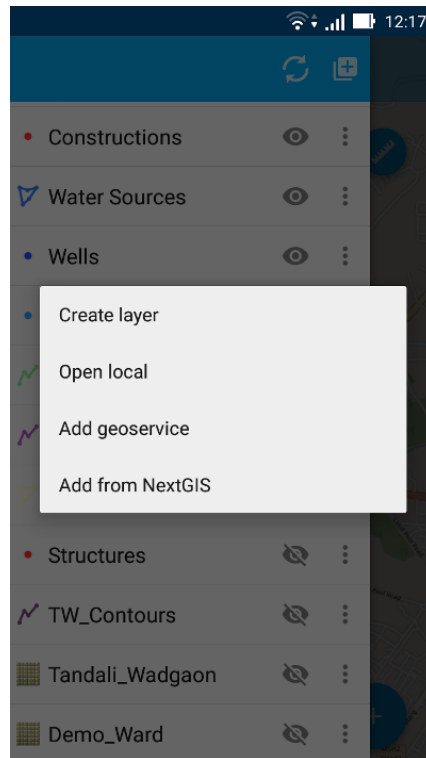 12:17
Constructions
Water Sources
Wells
Create layer
Open local
Add geoservice
Add from NextGIS
Structures
TW_Contours
Tandali_Wadgaon
Demo_Ward